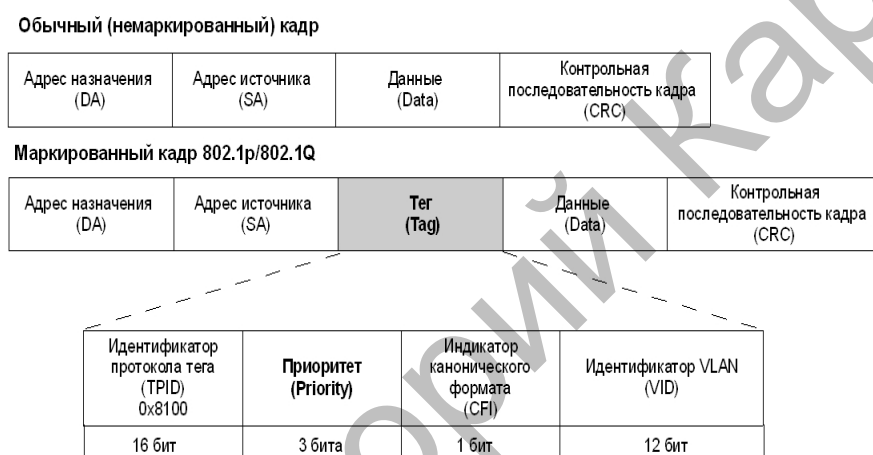 Обычный (немаркированный) кадр
Адрес назначения
(DA)
Адрес источника
(SA)
Данные
(Data)
Контрольная
последовательность кадра
(CRC)
Маркированный кадр 802.1p/802.1Q
Адрес назначения
(DA)
Адрес источника
(SA)
Тег
(Tag)
Данные
(Data)
Контрольная
последовательность кадра
(CRC)
Идентификатор
протокола тега
(TPID)
0x8100
Приоритет
(Priority)
Индикатор
канонического
формата
(CFI)
Идентификатор VLAN
(VID)
16 бит
3 бита
1 бит
12 бит